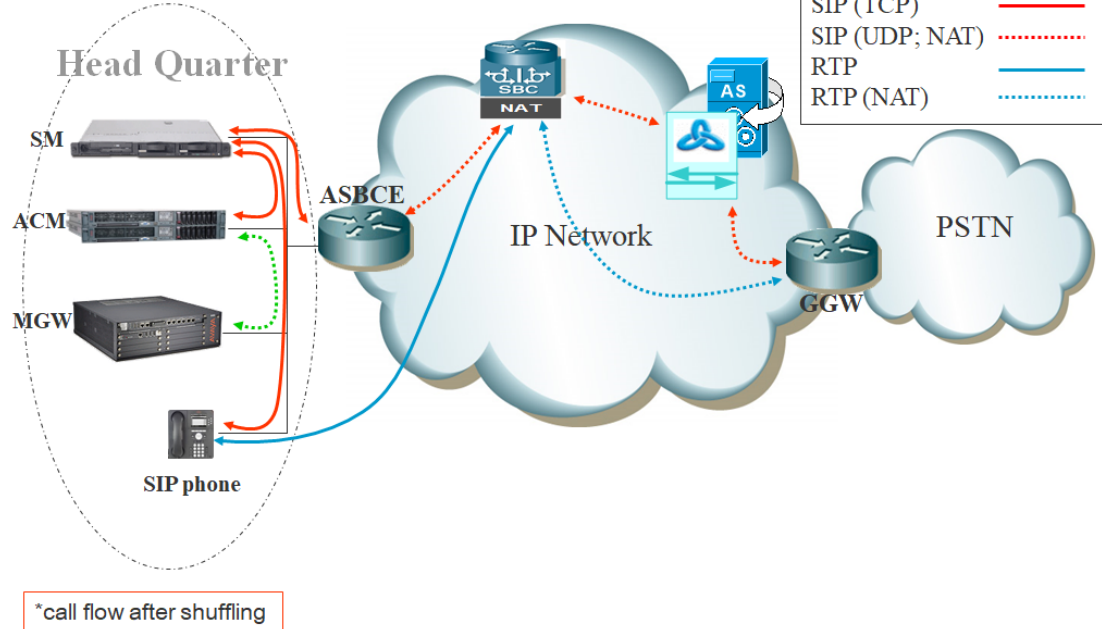 SIP (TCP)
SIP (UDP; NAT)
RTP
RTP (NAT)
Head Quarter
SBC
NAT
AS
SM
ASBCE
ACM
IP Network
PSTN
MGW
GGW
SIP phone
*call flow after shuffling